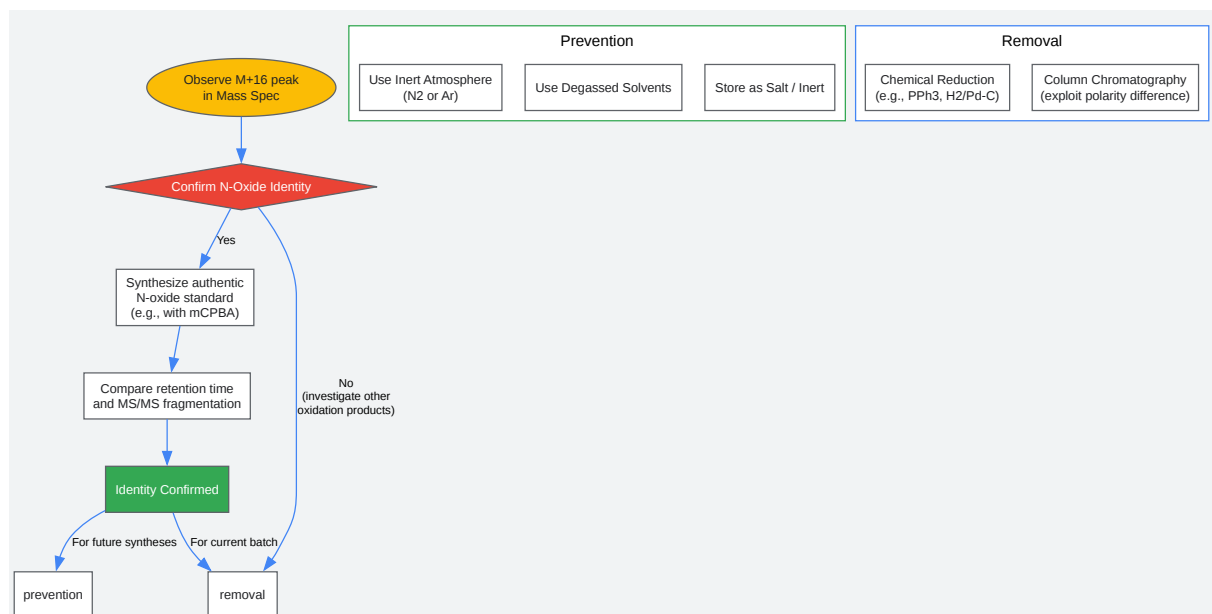 Observe M+16 peak
in Mass Spec
Prevention
Use Inert Atmosphere
(N2 or Ar)
Use Degassed Solvents
Store as Salt / Inert
Removal
Chemical Reduction
(e.g., PPh3, H2/Pd-C)
Column Chromatography
(exploit polarity difference)
Confirm N-Oxide Identity
Yes
Synthesize authentic
N-oxide standard
(e.g., with mCPBA)
Compare retention time
and MS/MS fragmentation
No
(investigate other
oxidation products)
Identity Confirmed
For future syntheses
For current batch
prevention
removal